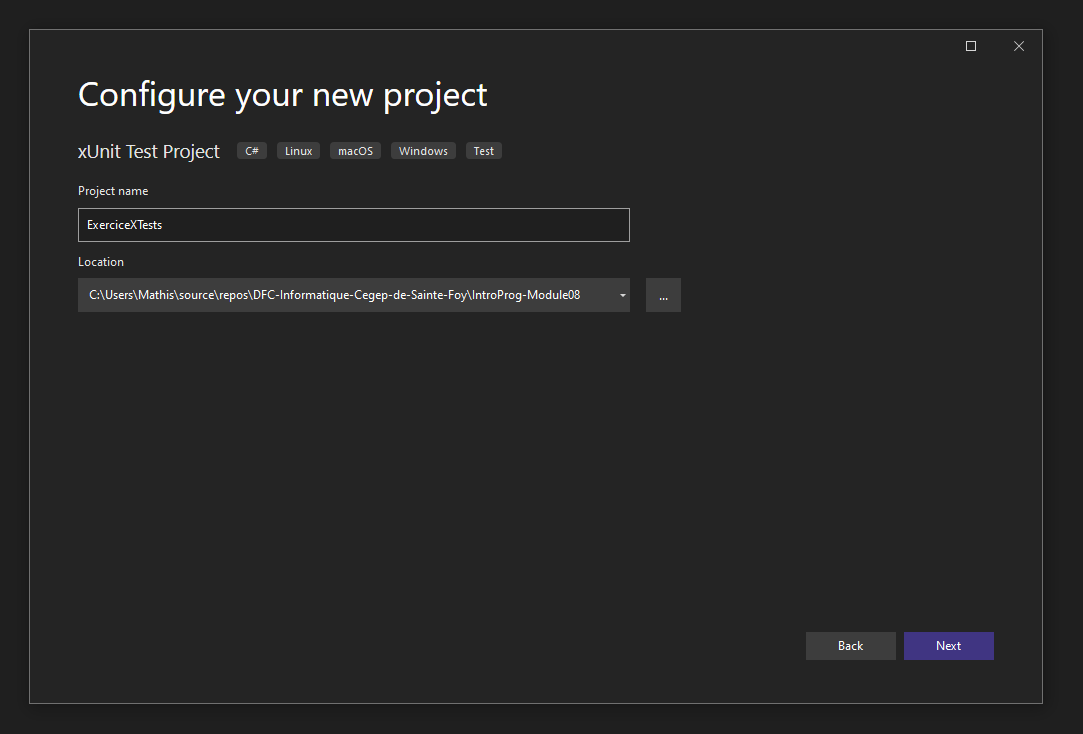 Configure your new project
xUnit Test Project C# Linux macOS Windows Test
Project name
ExerciceXTests
Location
C:\Users\Mathis\source\repos\DFC-Informatique-Cegep-de-Sainte-Foy\IntroProg-Module08 ...
Back Next